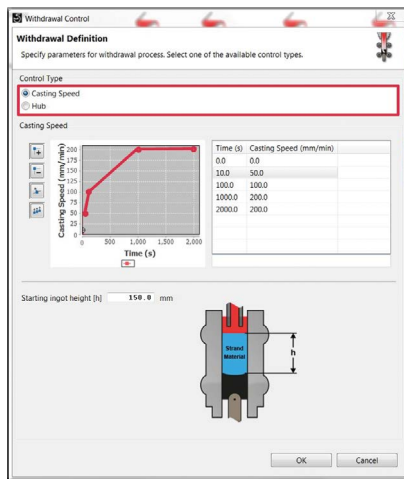 Withdrawal Control
Withdrawal Definition
Specify parameters for withdrawal process. Select one of the available control types.
Control Type
Casting Speed
Hub
Casting Speed
Casting Speed (mm/min)
200
175
150
125
100
75
50
25
0
0 500 1,000 1,500 2,000
Time (s)
Time (s) Casting Speed (mm/min)
0.0 0.0
10.0 50.0
100.0 100.0
1000.0 200.0
2000.0 200.0
Starting ingot height [h] 150.0 mm
Strand
Material
h
OK Cancel